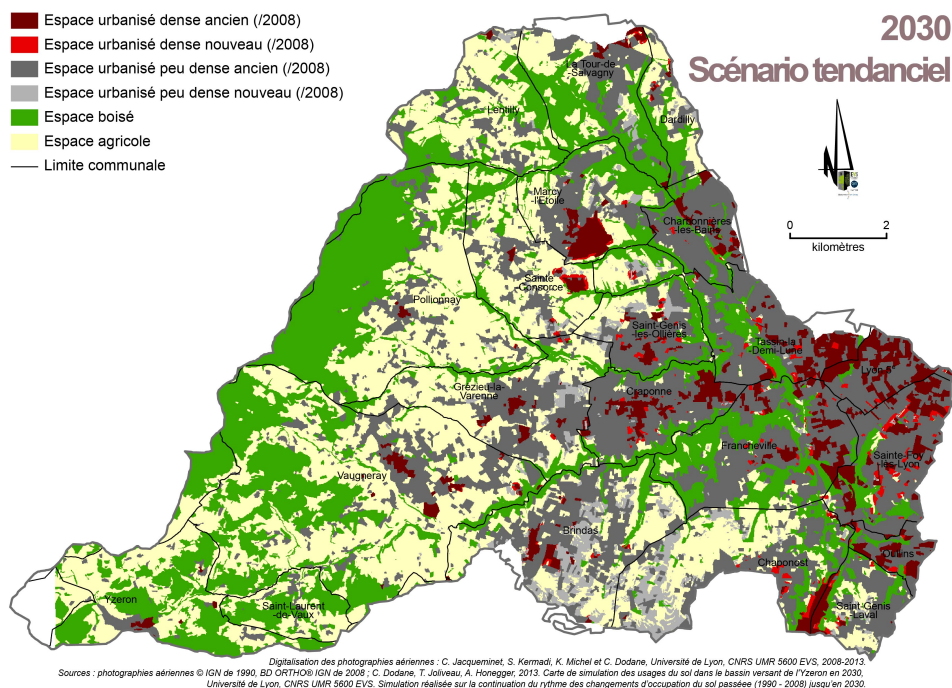 Espace urbanisé dense ancien (/2008)
Espace urbanisé dense nouveau (/2008)
Espace urbanisé peu dense ancien (/2008)
Espace urbanisé peu dense nouveau (/2008)
Espace boisé
Espace agricole
Limite communale
2030
Scénario tendanciel
0 2
kilomètres
La Tour-de
-Salvagny
Lentilly
Dardilly
Marcy
-l'Etoile
Charbonnières
-les-Bains
Sainte
-Consorce
Pollionnay
Saint-Genis
-les-Ollières
Tassin-la
-Demi-Lune
Lyon 5°
Grézieu-la-
Varenne
Craponne
Francheville
Sainte-Foy
-lès-Lyon
Vaugneray
Brindas
Chaponost
Oullins
Yzeron
Saint-Laurent
-de-Vaux
Saint-Genis
-Laval
Digitalisation des photographies aériennes : C. Jacqueminet, S. Kermadi, K. Michel et C. Dodane, Université de Lyon, CNRS UMR 5600 EVS, 2008-2013.
Sources : photographies aériennes © IGN de 1990, BD ORTHO® IGN de 2008 ; C. Dodane, T. Joliveau, A. Honegger, 2013. Carte de simulation des usages du sol dans le bassin versant de l'Yzeron en 2030,
Université de Lyon, CNRS UMR 5600 EVS. Simulation réalisée sur la continuation du rythme des changements d'occupation du sol passée (1990 - 2008) jusqu'en 2030.